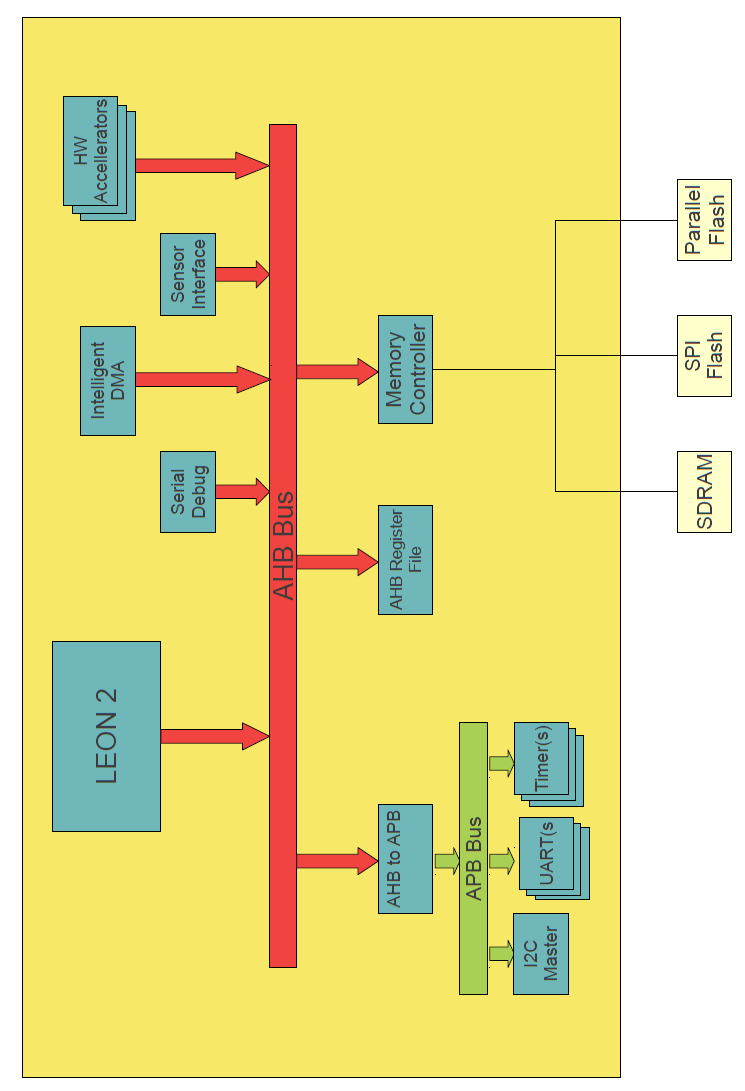 LEON 2
Serial
Debug
Intelligent
DMA
Sensor
Interface
HW
Accellerators
AHB Bus
AHB to APB
AHB Register
File
Memory
Controller
APB Bus
I2C
Master
UART(s
Timer(s)
SDRAM
SPI
Flash
Parallel
Flash